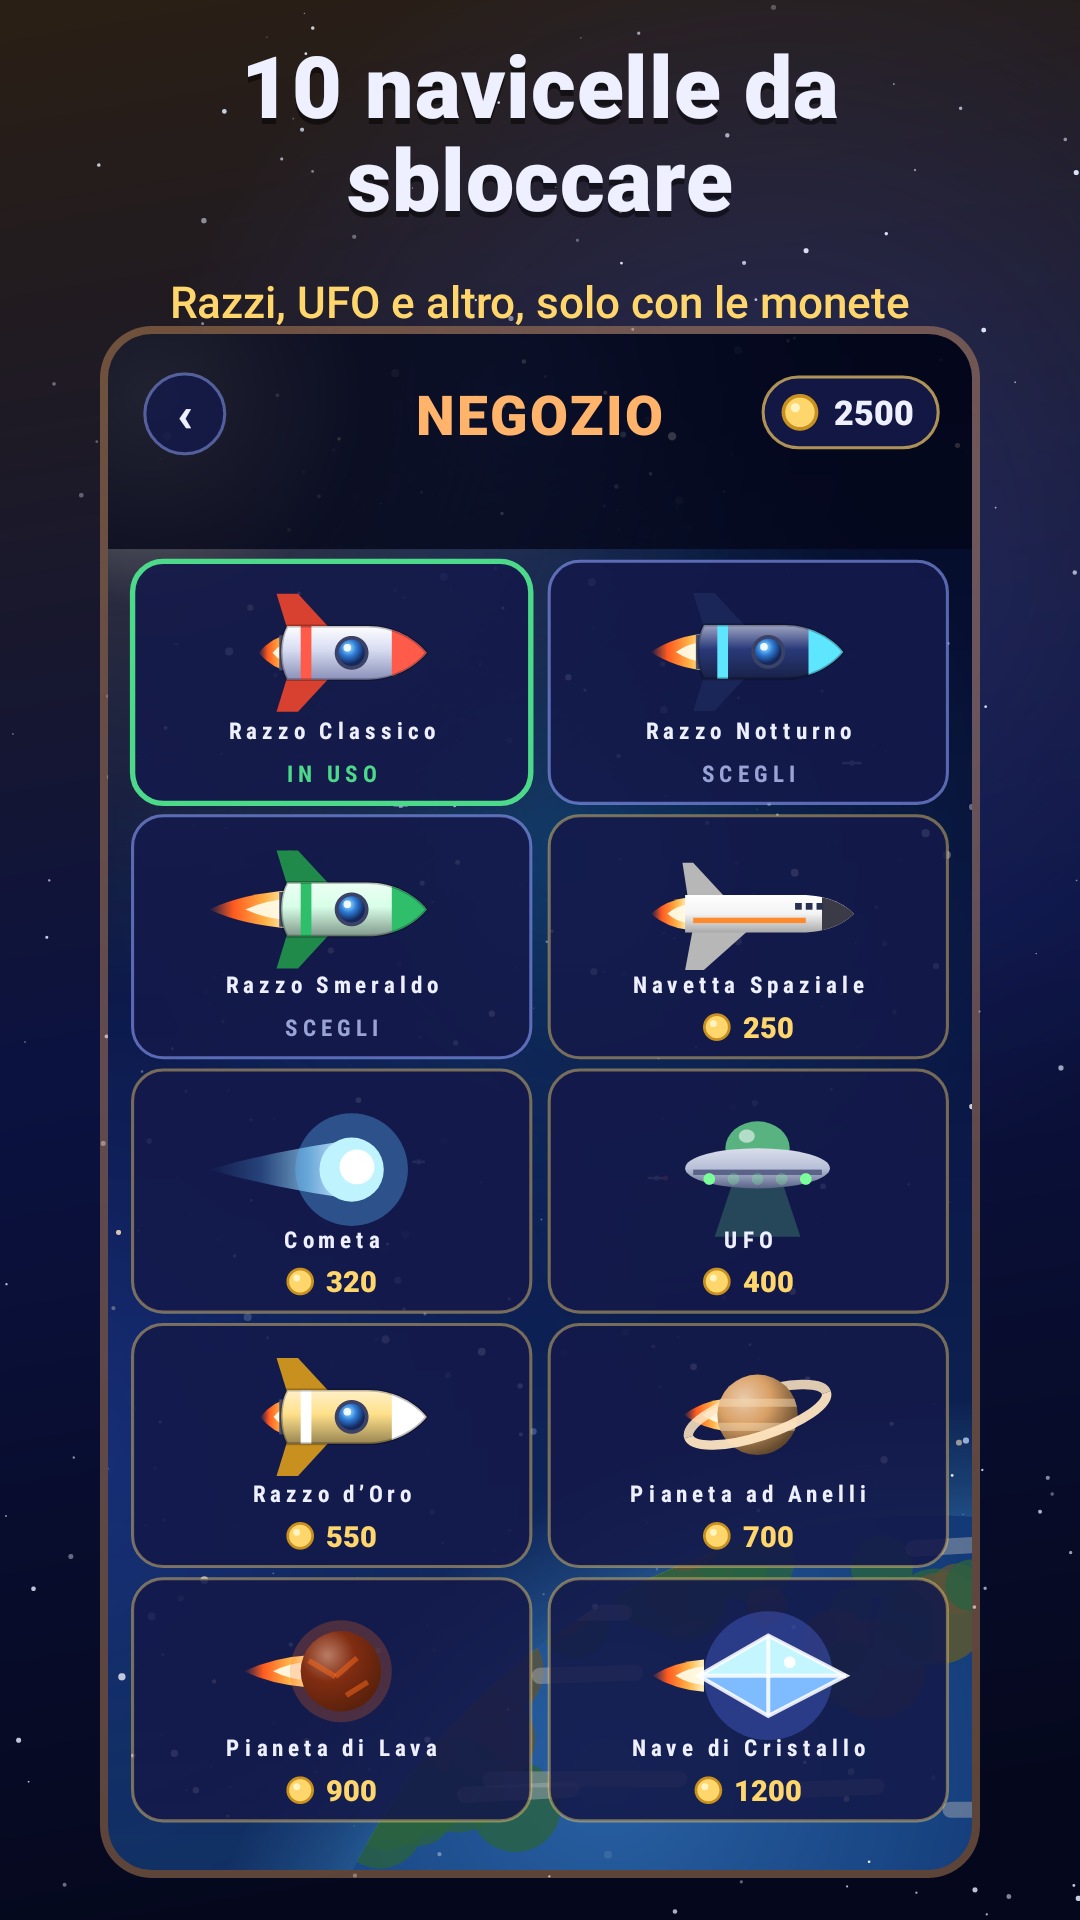 10 navicelle da
sbloccare
Razzi, UFO e altro, solo con le monete
‹ NEGOZIO 2500
Razzo Classico
IN USO
Razzo Notturno
SCEGLI
Razzo Smeraldo
SCEGLI
Navetta Spaziale
250
Cometa
320
UFO
400
Razzo d’Oro
550
Pianeta ad Anelli
700
Pianeta di Lava
900
Nave di Cristallo
1200